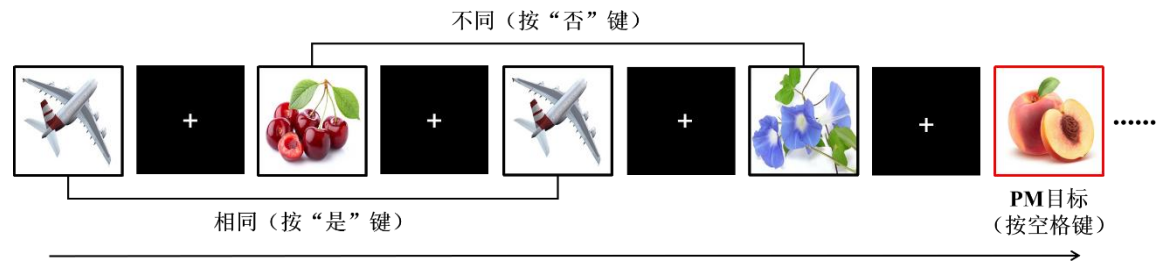 不同（按“否”键）
+
+
+
+
......
相同（按“是”键）
PM目标
（按空格键）